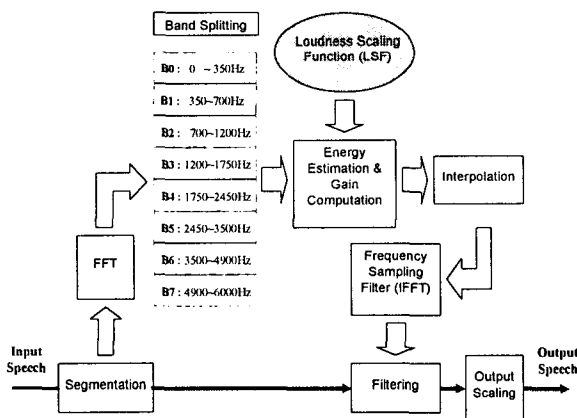 Band Splitting
B0 : 0 ~350Hz
B1 : 350~700Hz
B2 : 700~1200Hz
B3 : 1200~1750Hz
B4 : 1750~2450Hz
B5 : 2450~3500Hz
B6 : 3500~4900Hz
B7 : 4900~6000Hz
Loudness Scaling
Function (LSF)
Energy
Estimation &
Gain
Computation
Interpolation
FFT
Frequency
Sampling
Filter (IFFT)
Input
Speech
Segmentation
Filtering
Output
Scaling
Output
Speech